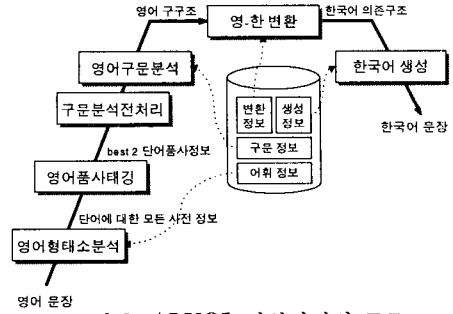 영어 구구조
영-한 변환
한국어 의존구조
영어구문분석
한국어 생성
구문분석전처리
변환
정보
생성
정보
한국어 문장
best 2 단어품사정보
구문 정보
영어품사태깅
어휘 정보
단어에 대한 모든 사전 정보
영어형태소분석
영어 문장